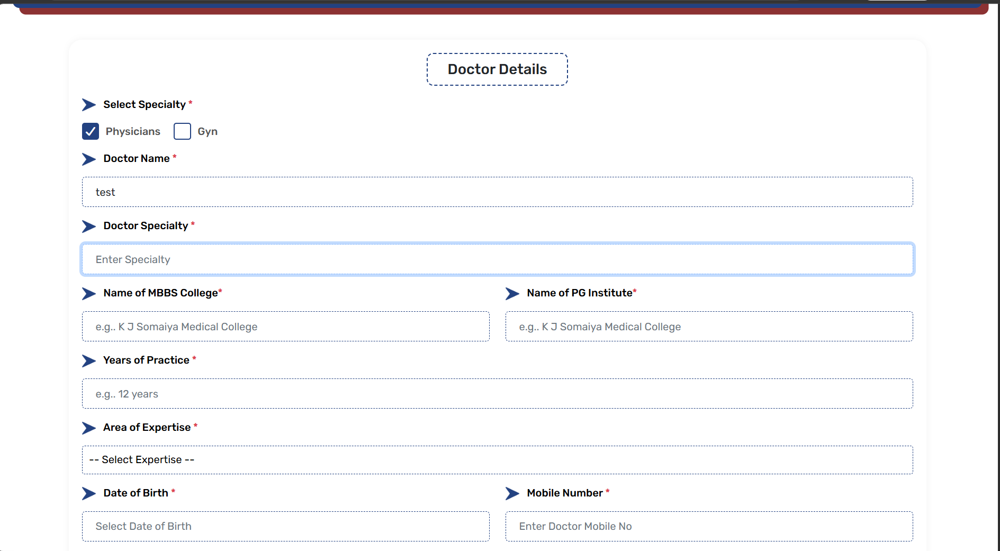 Doctor Details
Select Specialty *
Physicians Gyn
Doctor Name *
test
Doctor Specialty *
Enter Specialty
Name of MBBS College* Name of PG Institute*
e.g.. K J Somaiya Medical College e.g.. K J Somaiya Medical College
Years of Practice *
e.g.. 12 years
Area of Expertise *
-- Select Expertise --
Date of Birth * Mobile Number *
Select Date of Birth Enter Doctor Mobile No